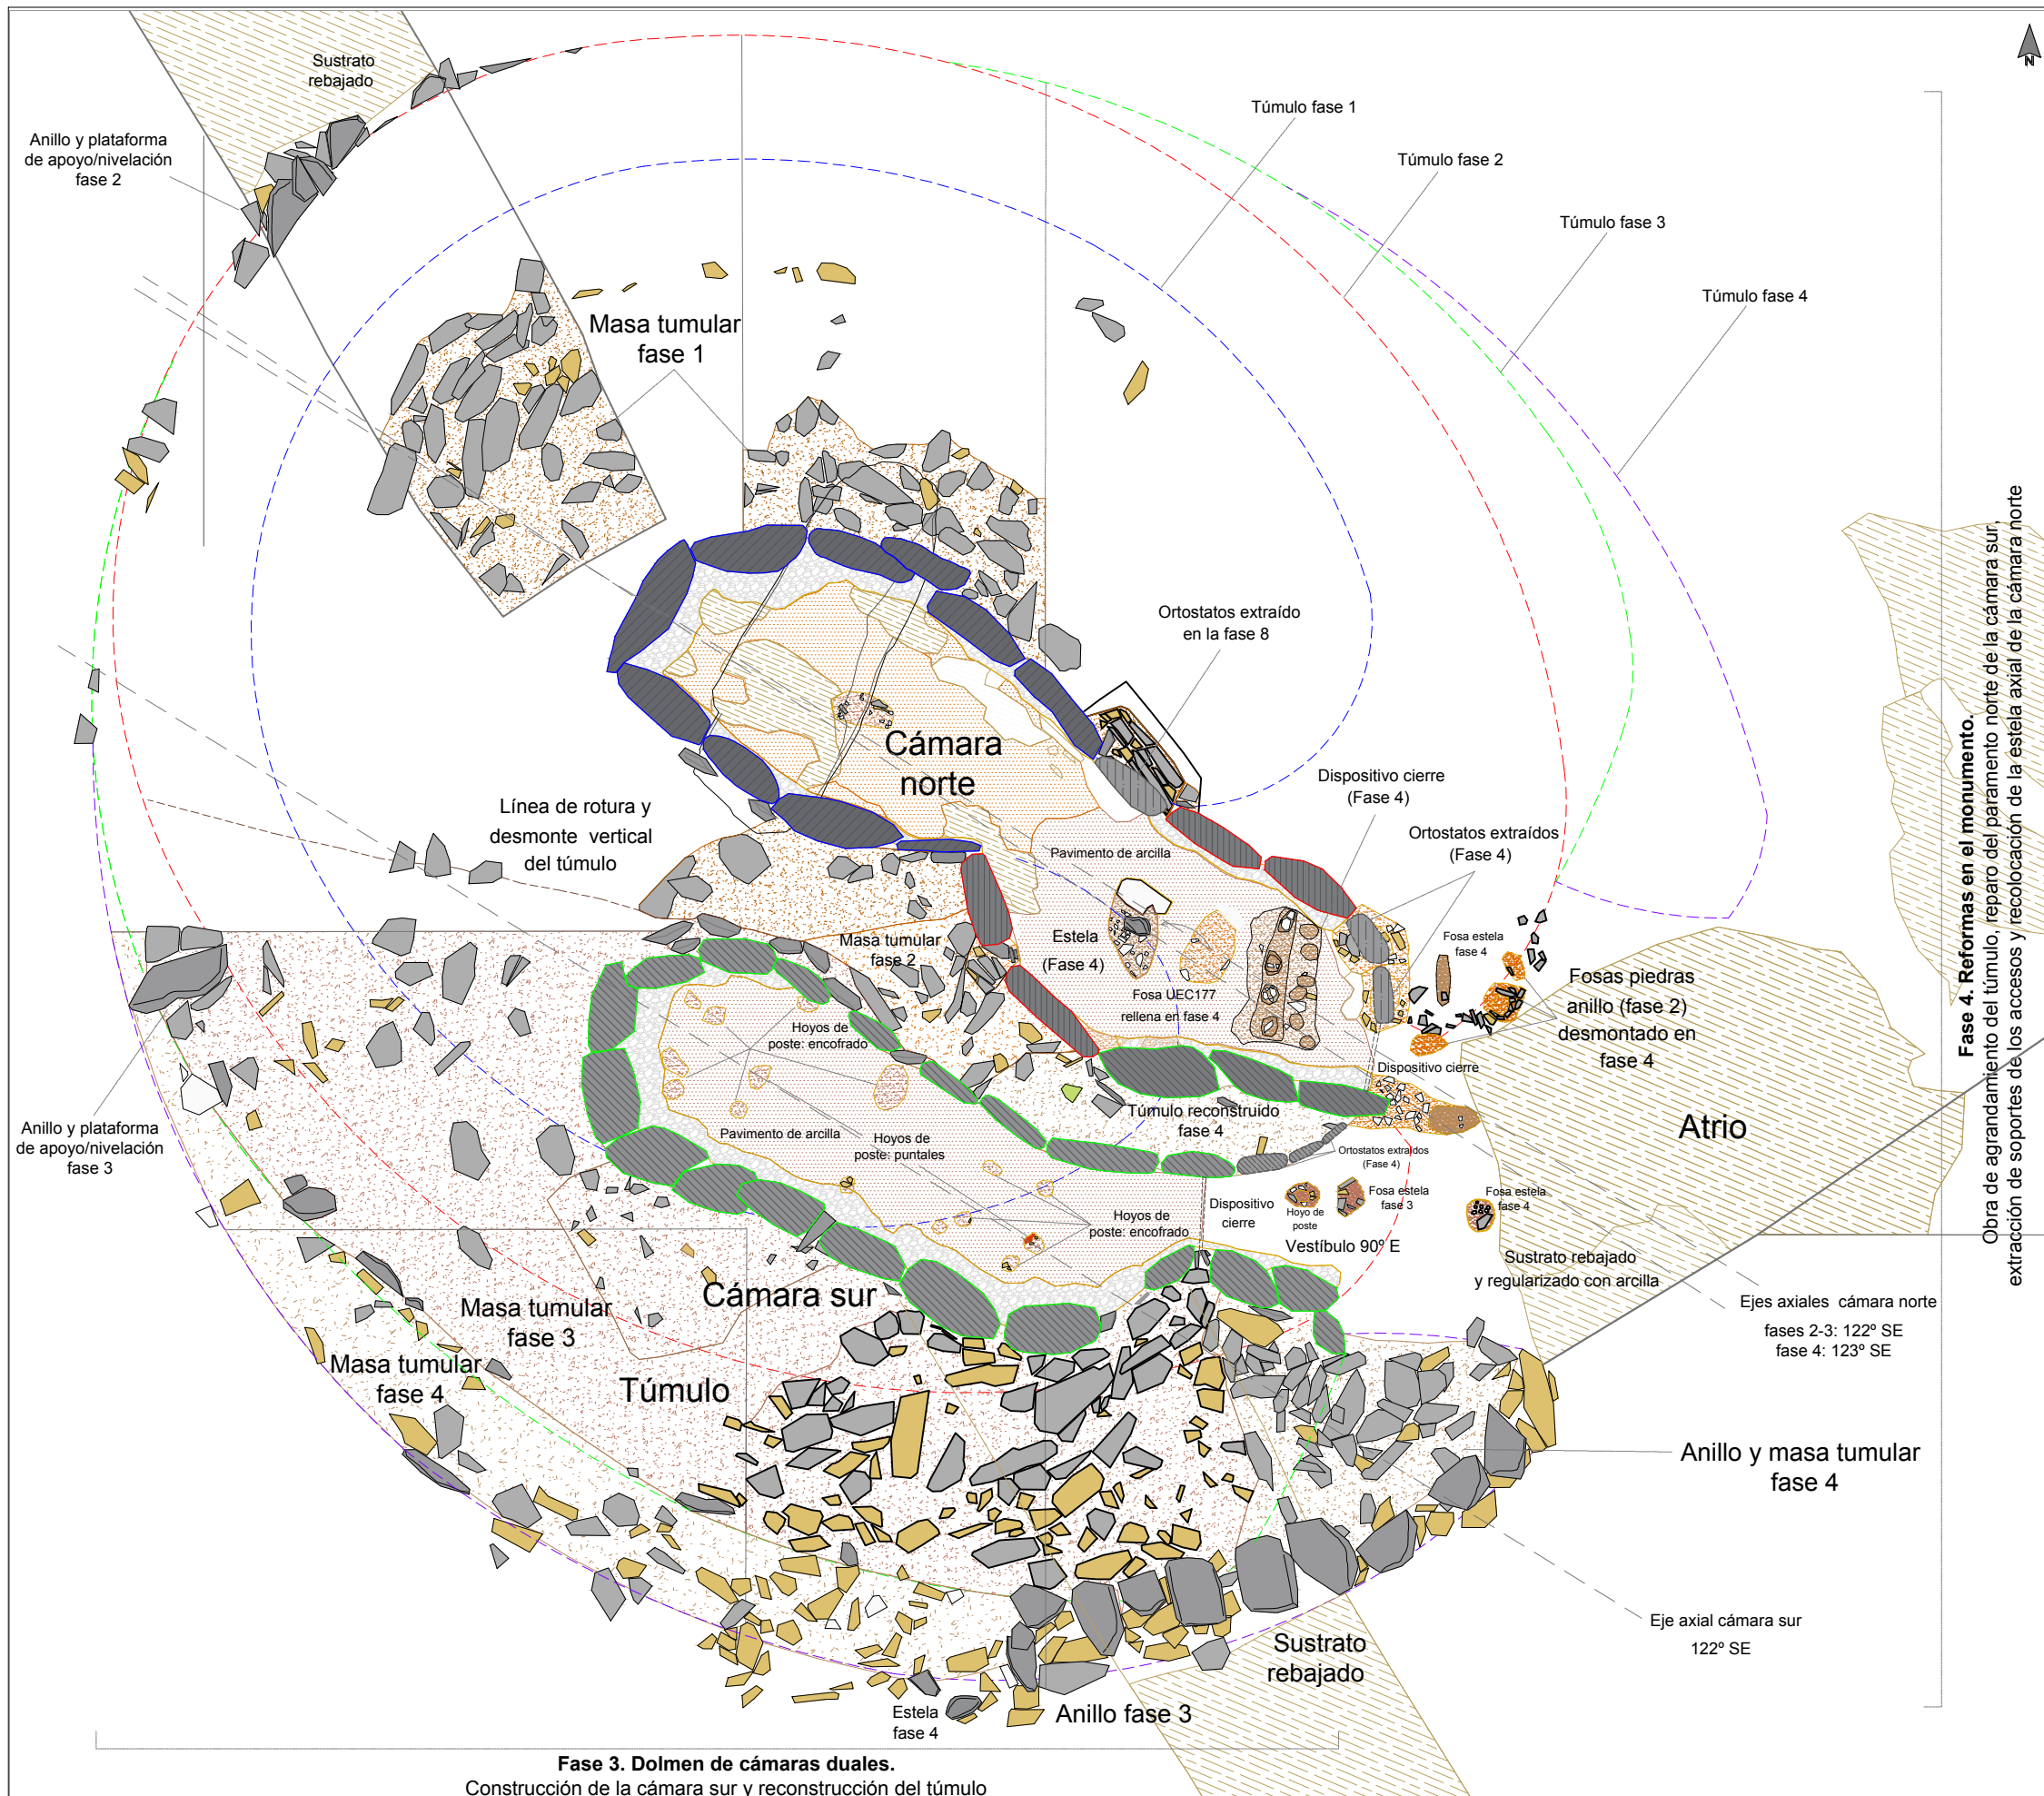 N
Sustrato
rebajado
Anillo y plataforma
de apoyo/nivelación
fase 2
Túmulo fase 1
Túmulo fase 2
Túmulo fase 3
Túmulo fase 4
Masa tumular
fase 1
Ortostatos extraído
en la fase 8
Cámara
norte
Dispositivo cierre
(Fase 4)
Ortostatos extraídos
(Fase 4)
Línea de rotura y
desmonte vertical
del túmulo
Pavimento de arcilla
Masa tumular
fase 2
Estela
(Fase 4)
Fosa UEC177
rellena en fase 4
Fosa estela
fase 4
Fosas piedras
anillo (fase 2)
desmontado en
fase 4
Hoyos de
poste: encofrado
Dispositivo cierre
Túmulo reconstruido
fase 4
Atrio
Anillo y plataforma
de apoyo/nivelación
fase 3
Pavimento de arcilla
Hoyos de
poste: puntales
Ortostatos extraídos
(Fase 4)
Hoyos de
poste: encofrado
Dispositivo
cierre
Hoyo de
poste
Fosa estela
fase 3
Fosa estela
fase 4
Vestíbulo 90º E
Sustrato rebajado
y regularizado con arcilla
Cámara sur
Masa tumular
fase 3
Masa tumular
fase 4
Túmulo
Ejes axiales cámara norte
fases 2-3: 122º SE
fase 4: 123º SE
Anillo y masa tumular
fase 4
Eje axial cámara sur
122º SE
Sustrato
rebajado
Estela
fase 4
Anillo fase 3
Fase 3. Dolmen de cámaras duales.
Construcción de la cámara sur y reconstrucción del túmulo
Fase 4. Reformas en el monumento.
Obra de agrandamiento del túmulo, reparo del paramento norte de la cámara sur,
extracción de soportes de los accesos y recolocación de la estela axial de la cámara norte